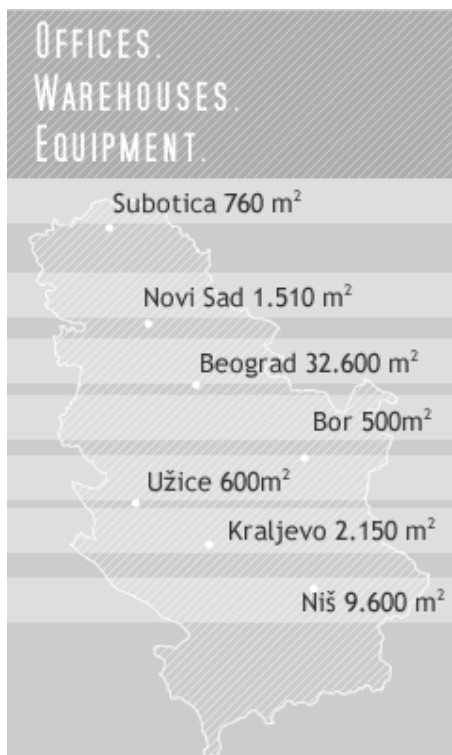 Offices.
Warehouses.
Equipment.
Subotica 760 m²
Novi Sad 1.510 m²
Beograd 32.600 m²
Bor 500m²
Užice 600m²
Kraljevo 2.150 m²
Niš 9.600 m²